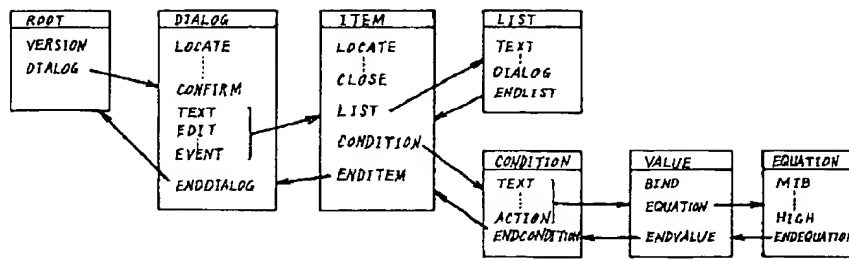 ROOT
VERSION
DIALOG
DIALOG
LOCATE
CONFIRM
TEXT
EDIT
EVENT
ENDDIALOG
ITEM
LOCATE
CLOSE
LIST
CONDITION
ENDITEM
LIST
TEXT
DIALOG
ENDLIST
CONDITION
TEXT
ACTION
ENDCONDITION
VALUE
BIND
EQUATION
ENDVALUE
EQUATION
MIB
HIGH
ENDEQUATION